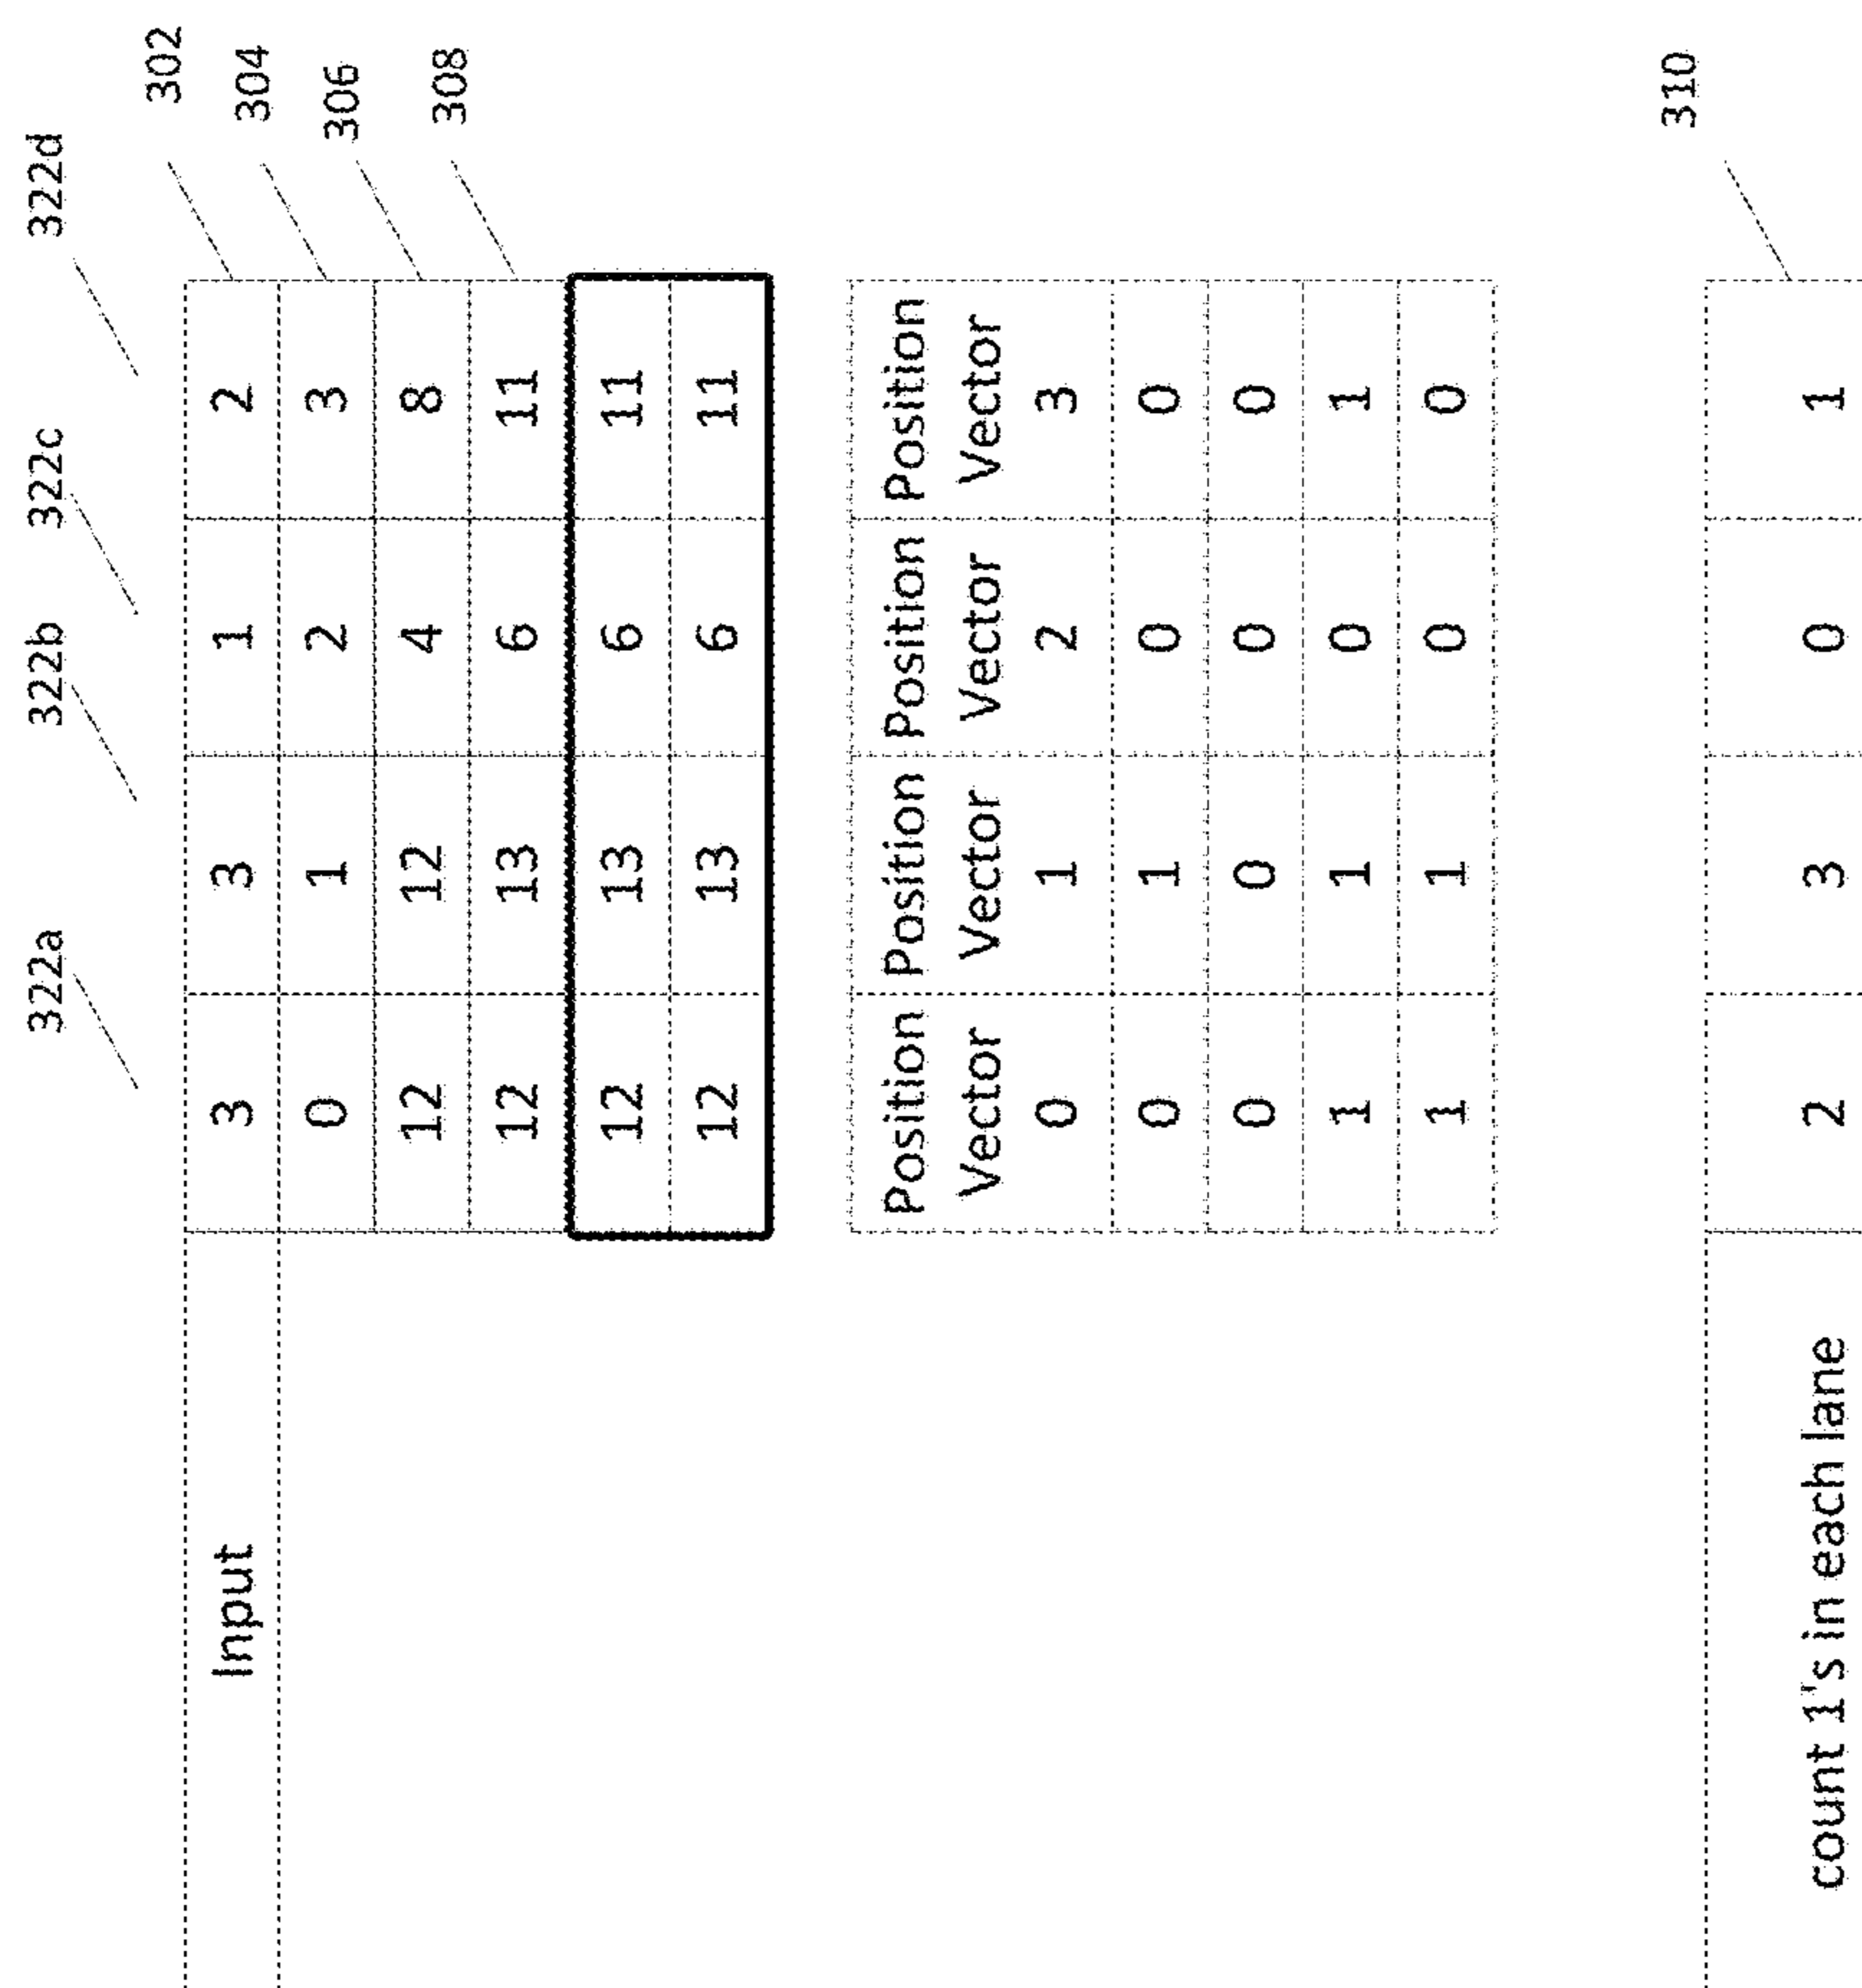 322a 322b 322c 322d
302
Input 3 3 1 2
304
0 1 2 3
306
12 12 4 8
308
12 13 6 11
12 13 6 11
12 13 6 11
Position Position Position Position
Vector Vector Vector Vector
0 1 2 3
0 1 0 0
0 0 0 0
1 1 0 1
1 1 0 0
310
count 1's in each lane 2 3 0 1